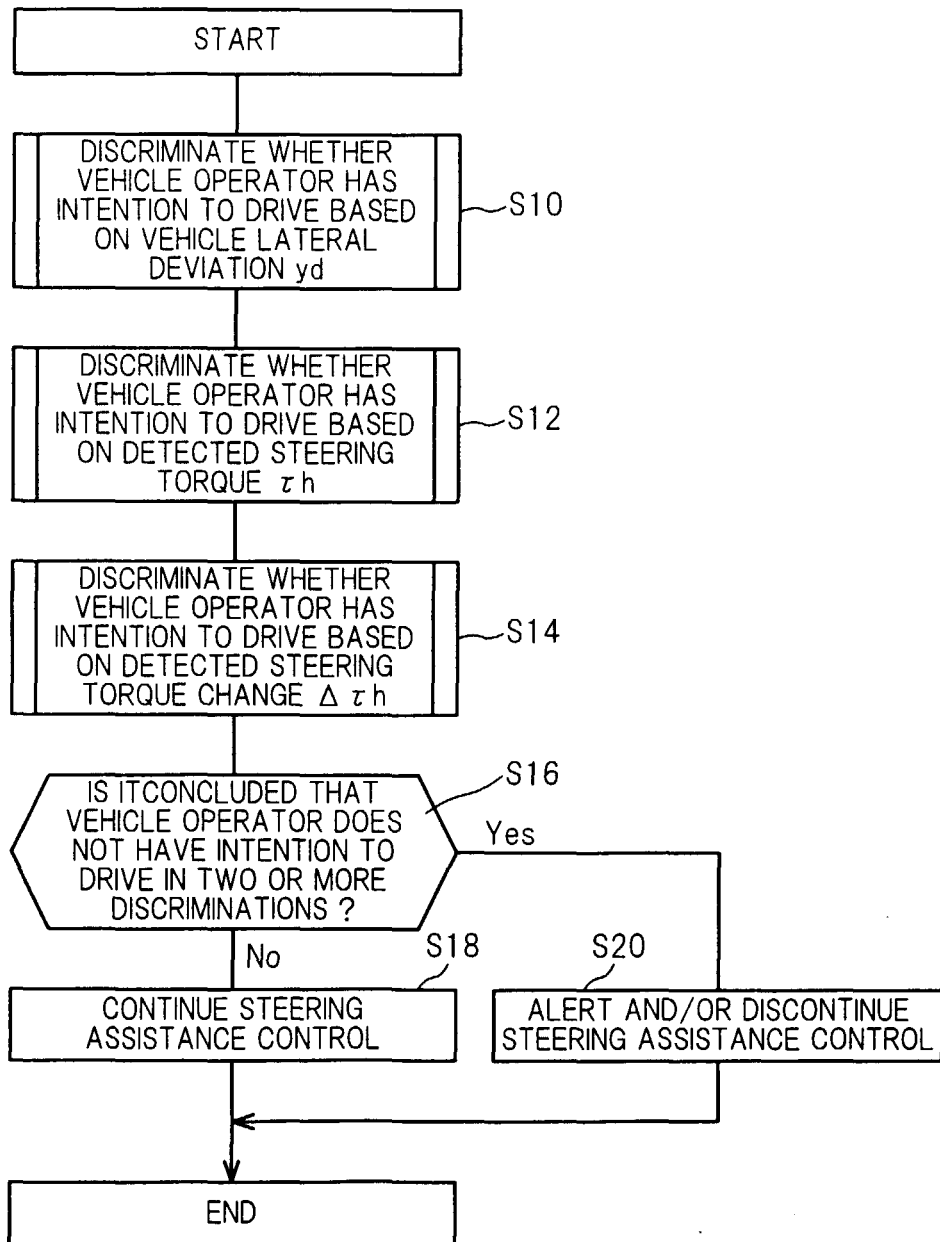 START
DISCRIMINATE WHETHER
VEHICLE OPERATOR HAS
INTENTION TO DRIVE BASED
ON VEHICLE LATERAL
DEVIATION yd
S10
DISCRIMINATE WHETHER
VEHICLE OPERATOR HAS
INTENTION TO DRIVE BASED
ON DETECTED STEERING
TORQUE τh
S12
DISCRIMINATE WHETHER
VEHICLE OPERATOR HAS
INTENTION TO DRIVE BASED
ON DETECTED STEERING
TORQUE CHANGE Δ τh
S14
IS ITCONCLUDED THAT
VEHICLE OPERATOR DOES
NOT HAVE INTENTION TO
DRIVE IN TWO OR MORE
DISCRIMINATIONS ?
S16
Yes
No
S18
CONTINUE STEERING
ASSISTANCE CONTROL
S20
ALERT AND/OR DISCONTINUE
STEERING ASSISTANCE CONTROL
END